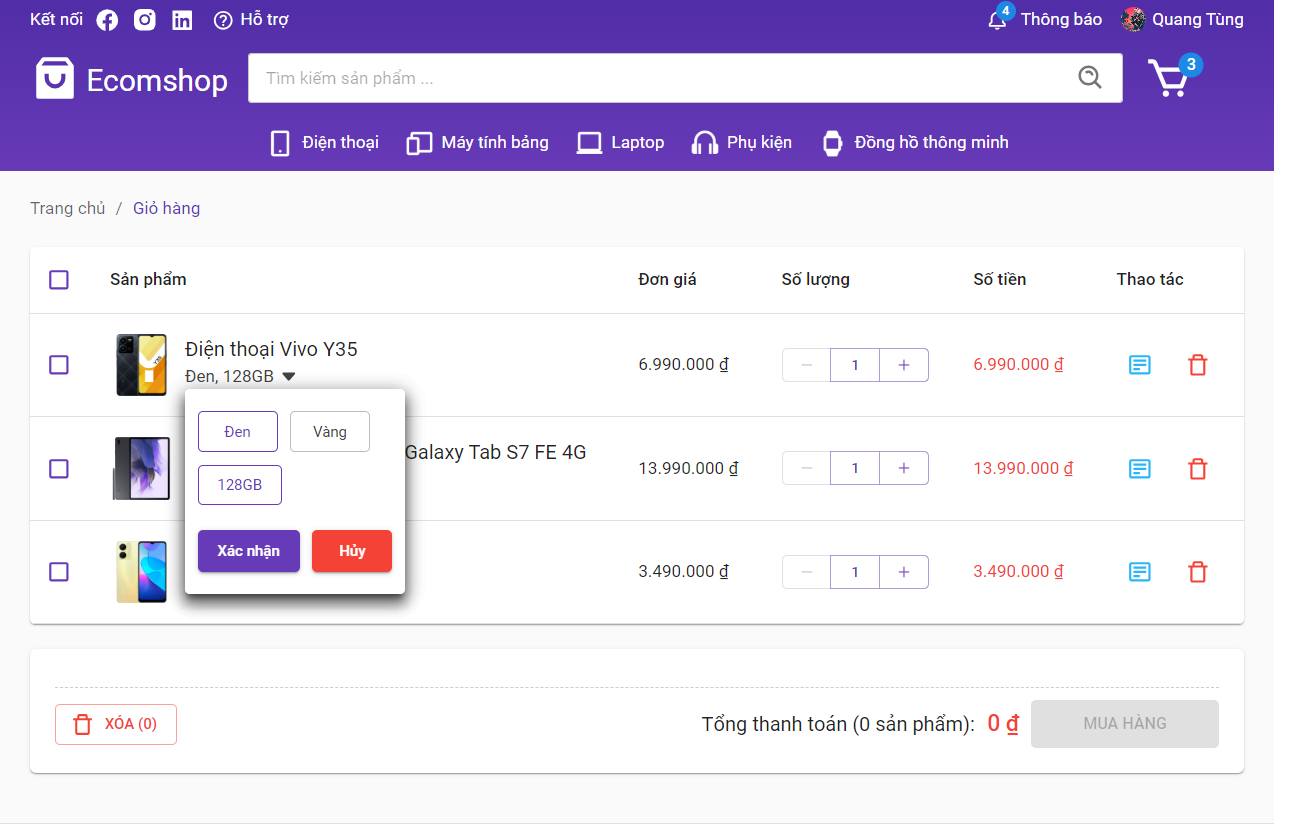 Kết nối Hỗ trợ 4 Thông báo Quang Tùng
Ecomshop Tìm kiếm sản phẩm ... 3
Điện thoại Máy tính bảng Laptop Phụ kiện Đồng hồ thông minh
Trang chủ / Giỏ hàng
Sản phẩm Đơn giá Số lượng Số tiền Thao tác
Điện thoại Vivo Y35
Đen, 128GB
6.990.000 ₫ − 1 + 6.990.000 ₫
Đen Vàng
Galaxy Tab S7 FE 4G
13.990.000 ₫ − 1 + 13.990.000 ₫
128GB
Xác nhận Hủy
3.490.000 ₫ − 1 + 3.490.000 ₫
XÓA (0) Tổng thanh toán (0 sản phẩm): 0 ₫ MUA HÀNG